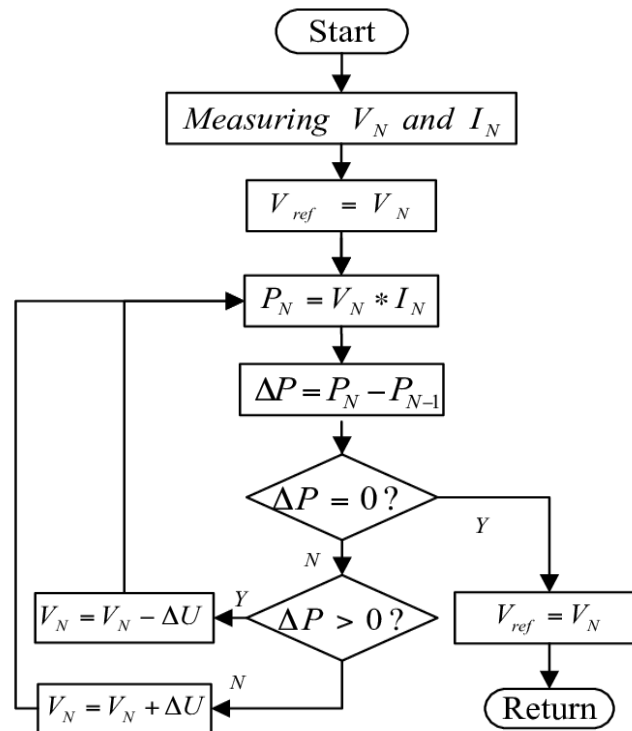 Start
Measuring V_N and I_N
V_ref = V_N
P_N = V_N * I_N
ΔP = P_N − P_{N−1}
ΔP = 0 ?
Y
N
ΔP > 0 ?
Y
V_N = V_N − ΔU
N
V_N = V_N + ΔU
V_ref = V_N
Return